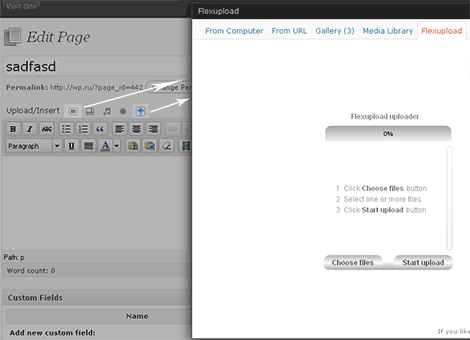 Visit Site
Edit Page
sadfasd
Permalink: http://wp.ru/?page_id=442
Upload/Insert
B I ABC
Paragraph U A
Path: p
Word count: 0
Custom Fields
Name
Add new custom field:
Flexupload
From Computer From URL Gallery (3) Media Library Flexupload
Flexupload uploader
0%
1 Click Choose files button
2 Select one or more files
3 Click Start upload button
Choose files Start upload
If you like